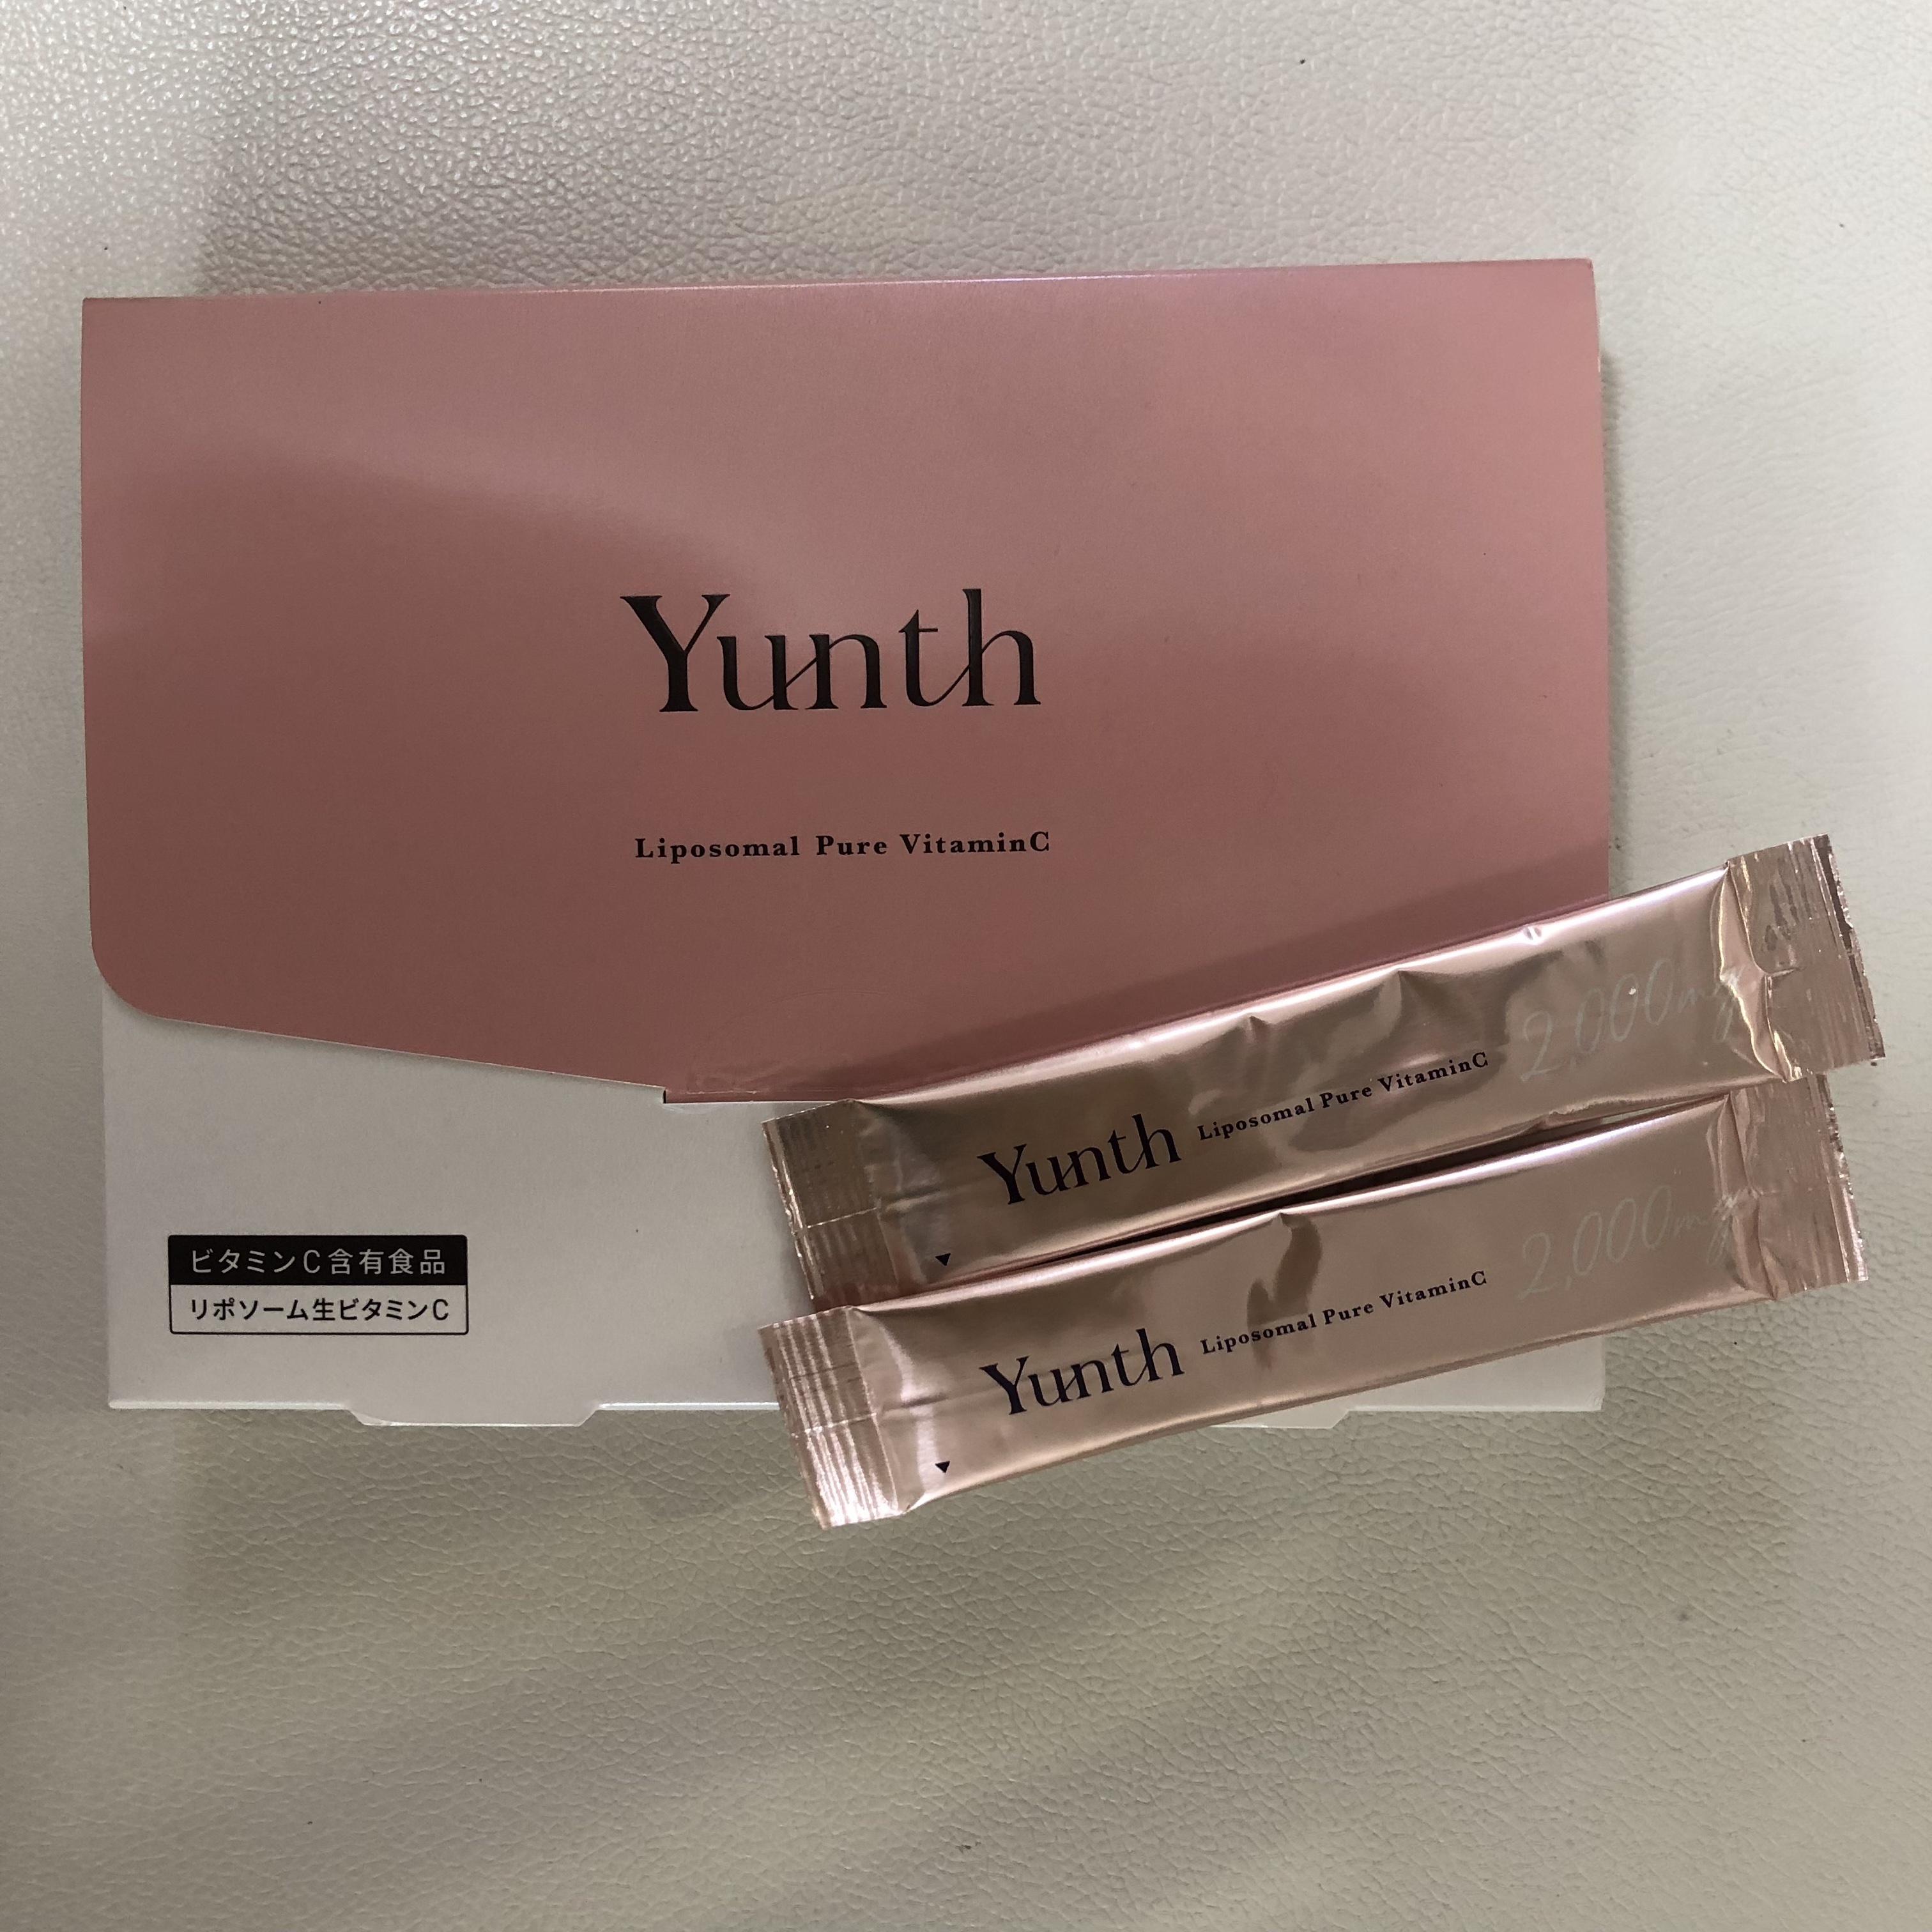 Yunth
Liposomal Pure VitaminC
ビタミンC含有食品
リポソーム生ビタミンC
Yunth Liposomal Pure VitaminC 2,000mg
Yunth Liposomal Pure VitaminC 2,000mg